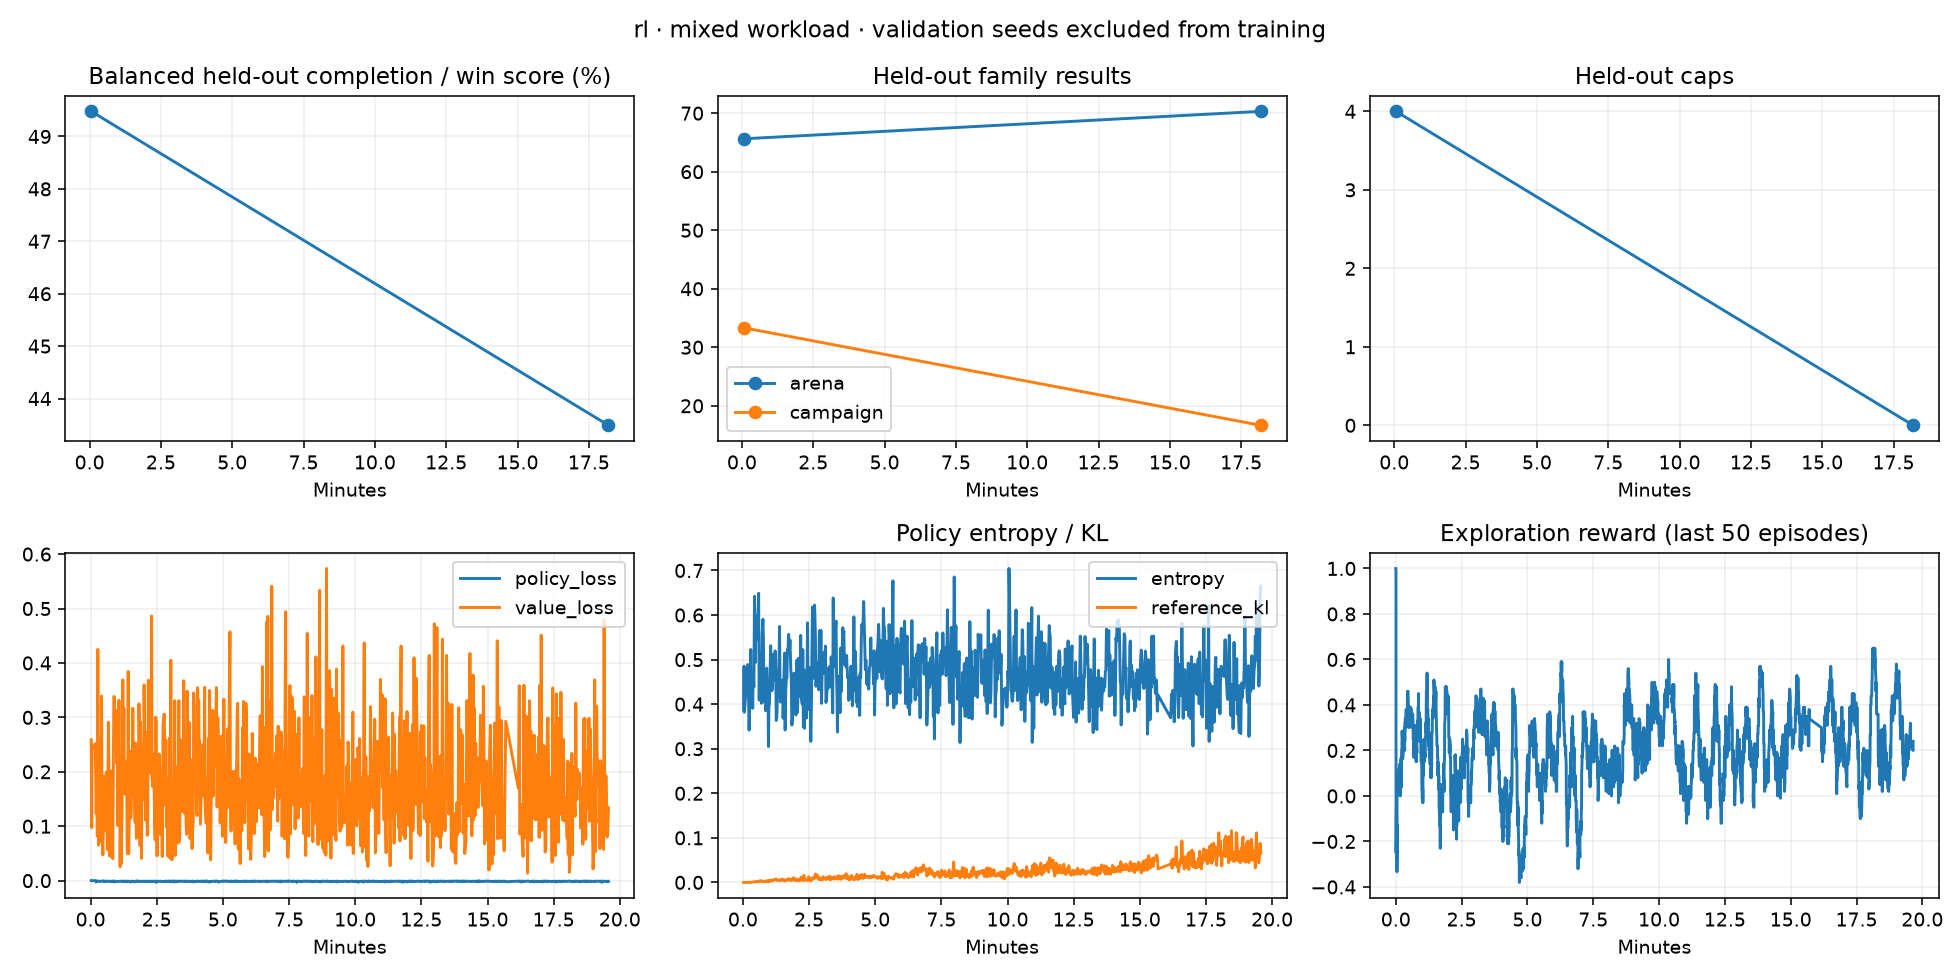 rl · mixed workload · validation seeds excluded from training
Balanced held-out completion / win score (%)
49
48
47
46
45
44
0.0 2.5 5.0 7.5 10.0 12.5 15.0 17.5
Minutes
Held-out family results
70
60
50
40
30
20
arena
campaign
0.0 2.5 5.0 7.5 10.0 12.5 15.0 17.5
Minutes
Held-out caps
4
3
2
1
0
0.0 2.5 5.0 7.5 10.0 12.5 15.0 17.5
Minutes
0.6
0.5
0.4
0.3
0.2
0.1
0.0
policy_loss
value_loss
0.0 2.5 5.0 7.5 10.0 12.5 15.0 17.5 20.0
Minutes
Policy entropy / KL
0.7
0.6
0.5
0.4
0.3
0.2
0.1
0.0
entropy
reference_kl
0.0 2.5 5.0 7.5 10.0 12.5 15.0 17.5 20.0
Minutes
Exploration reward (last 50 episodes)
1.0
0.8
0.6
0.4
0.2
0.0
−0.2
−0.4
0.0 2.5 5.0 7.5 10.0 12.5 15.0 17.5 20.0
Minutes